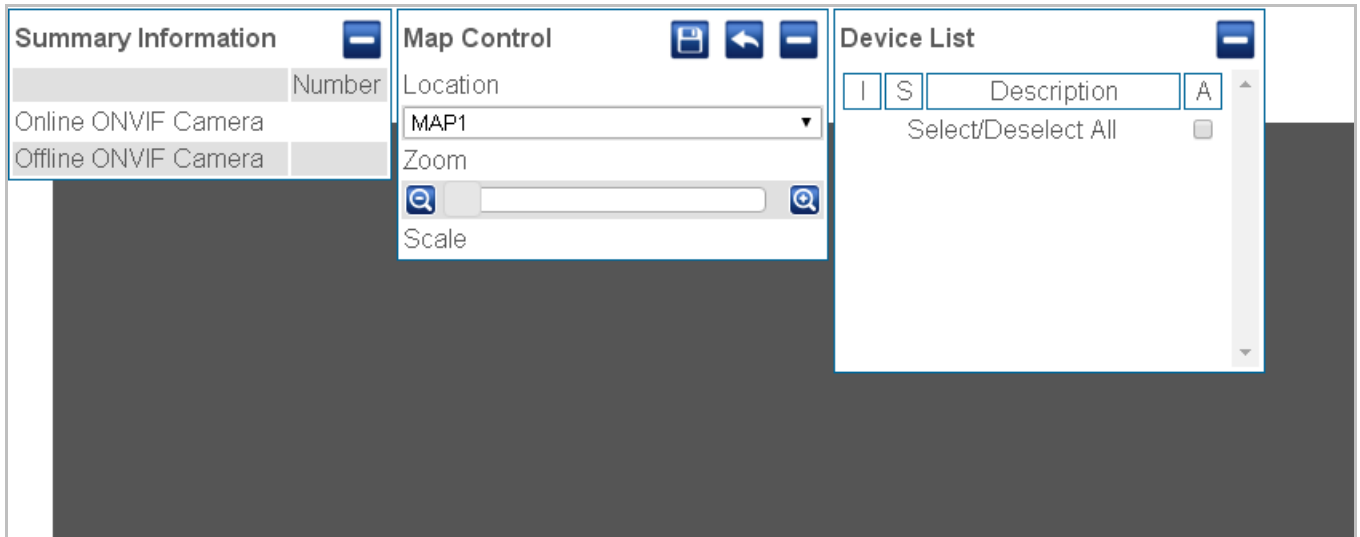 Summary Information
Number
Online ONVIF Camera
Offline ONVIF Camera
Map Control
Location
MAP1
Zoom
Scale
Device List
I S Description A
Select/Deselect All